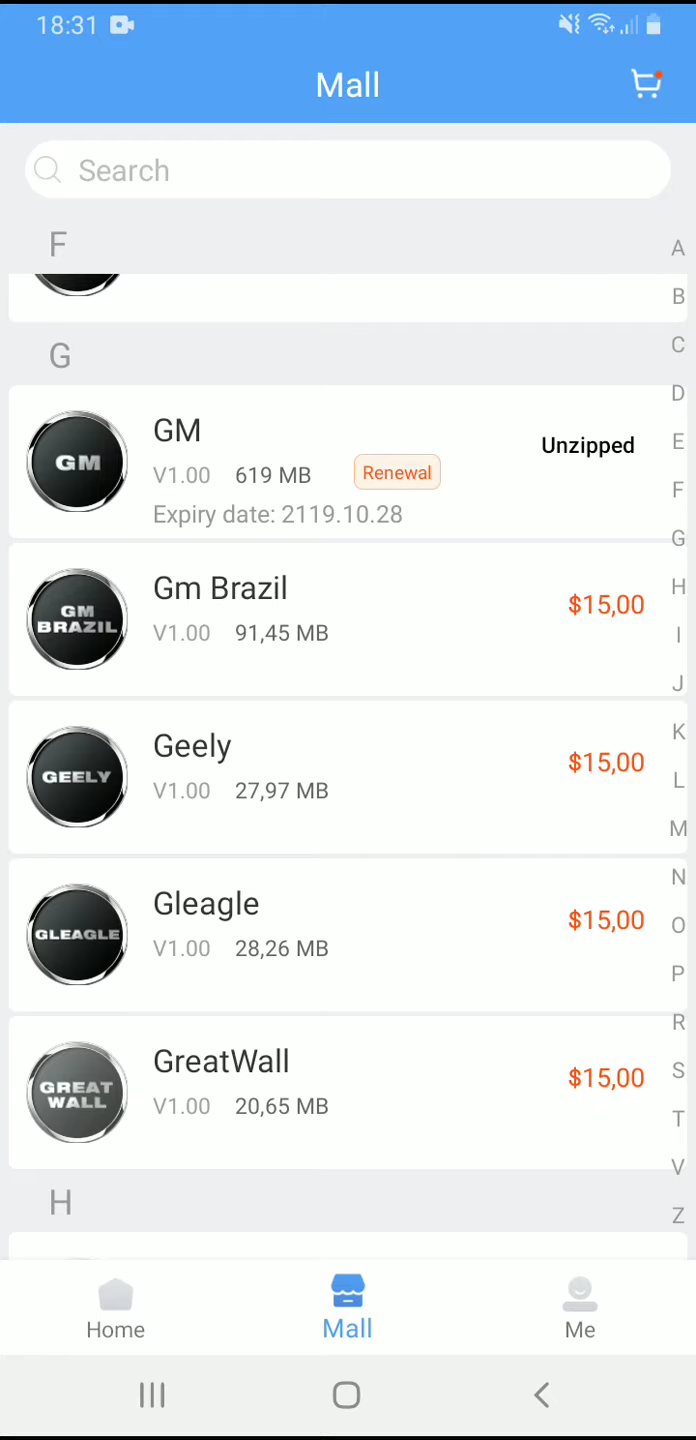 18:31
Mall
Search
F
A
B
C
D
E
F
G
H
I
J
K
L
M
N
O
P
R
S
T
V
Z
G
GM
GM
Unzipped
V1.00 619 MB Renewal
Expiry date: 2119.10.28
GM
BRAZIL
Gm Brazil
$15,00
V1.00 91,45 MB
GEELY
Geely
$15,00
V1.00 27,97 MB
GLEAGLE
Gleagle
$15,00
V1.00 28,26 MB
GREAT
WALL
GreatWall
$15,00
V1.00 20,65 MB
H
Home
Mall
Me